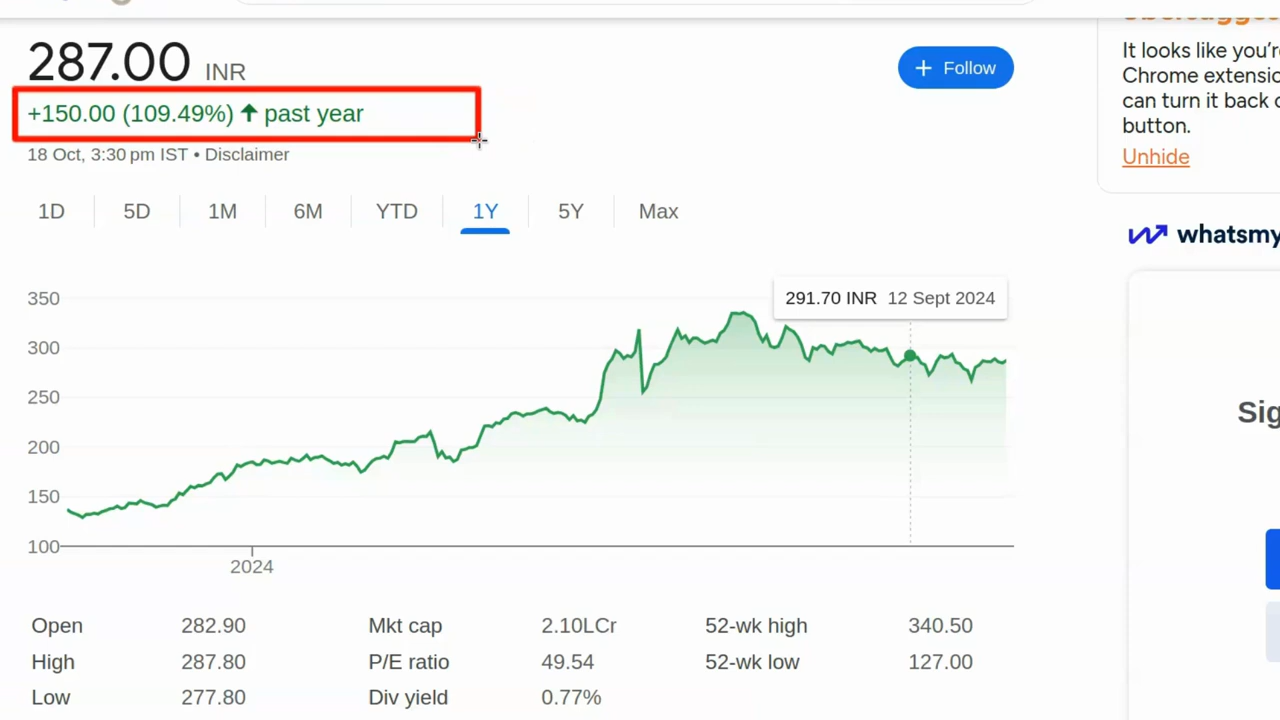 287.00 INR
+ Follow
+150.00 (109.49%) ↑ past year
18 Oct, 3:30 pm IST • Disclaimer
1D 5D 1M 6M YTD 1Y 5Y Max
291.70 INR 12 Sept 2024
350
300
250
200
150
100
2024
Open 282.90 Mkt cap 2.10LCr 52-wk high 340.50
High 287.80 P/E ratio 49.54 52-wk low 127.00
Low 277.80 Div yield 0.77%
It looks like you're
Chrome extensio
can turn it back o
button.
Unhide
whatsmy
Sig